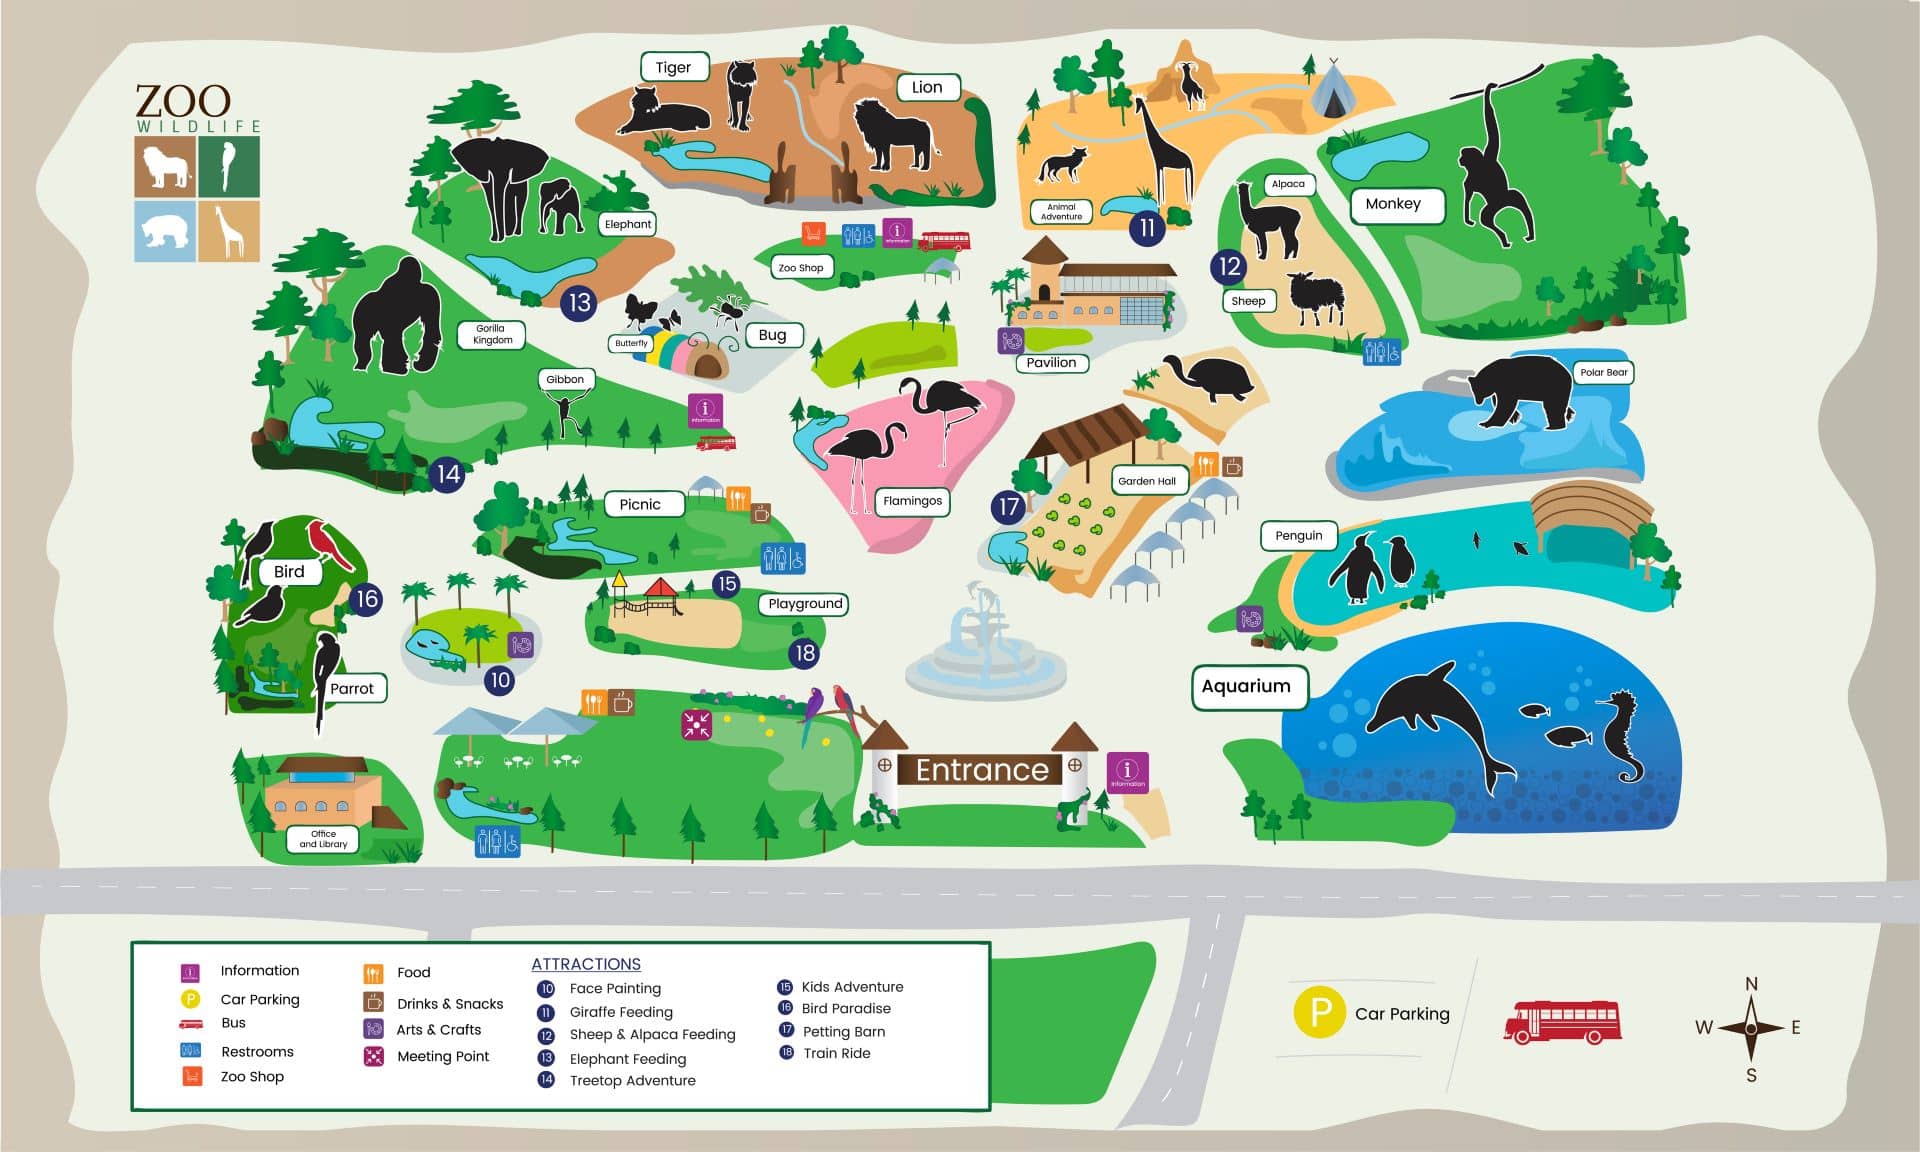 ZOO
WILDLIFE
Tiger
Lion
Elephant
13
Zoo Shop
information
Animal
Adventure
11
Alpaca
12
Sheep
Monkey
Gorilla
Kingdom
Gibbon
14
Butterfly
Bug
information
Pavilion
Polar Bear
Flamingos
Garden Hall
17
Picnic
Penguin
Bird
16
Parrot
15
Playground
18
10
Aquarium
Entrance
information
Office
and Library
Information
Car Parking
Bus
Restrooms
Zoo Shop
Food
Drinks & Snacks
Arts & Crafts
Meeting Point
ATTRACTIONS
10 Face Painting
11 Giraffe Feeding
12 Sheep & Alpaca Feeding
13 Elephant Feeding
14 Treetop Adventure
15 Kids Adventure
16 Bird Paradise
17 Petting Barn
18 Train Ride
P
P Car Parking
N
W E
S